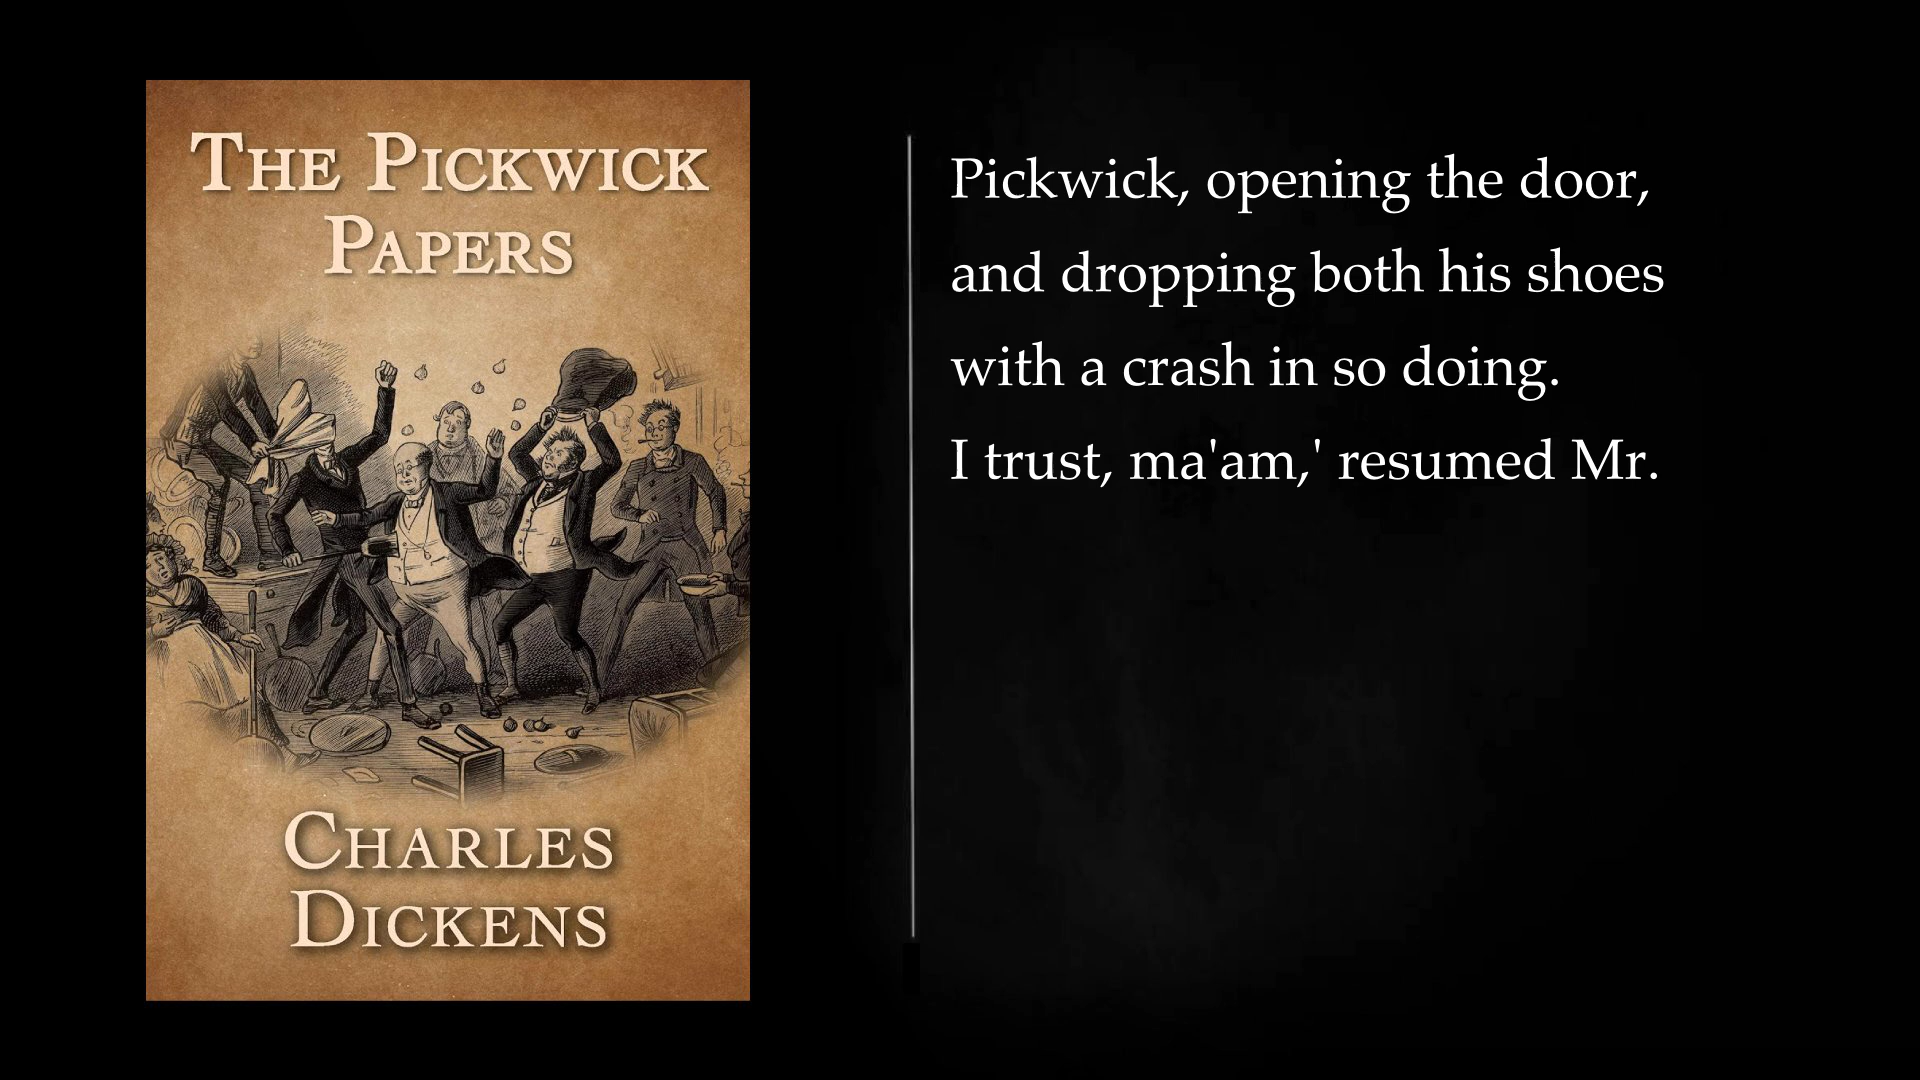 The Pickwick
Papers
Charles
Dickens
Pickwick, opening the door,
and dropping both his shoes
with a crash in so doing.
I trust, ma'am,' resumed Mr.